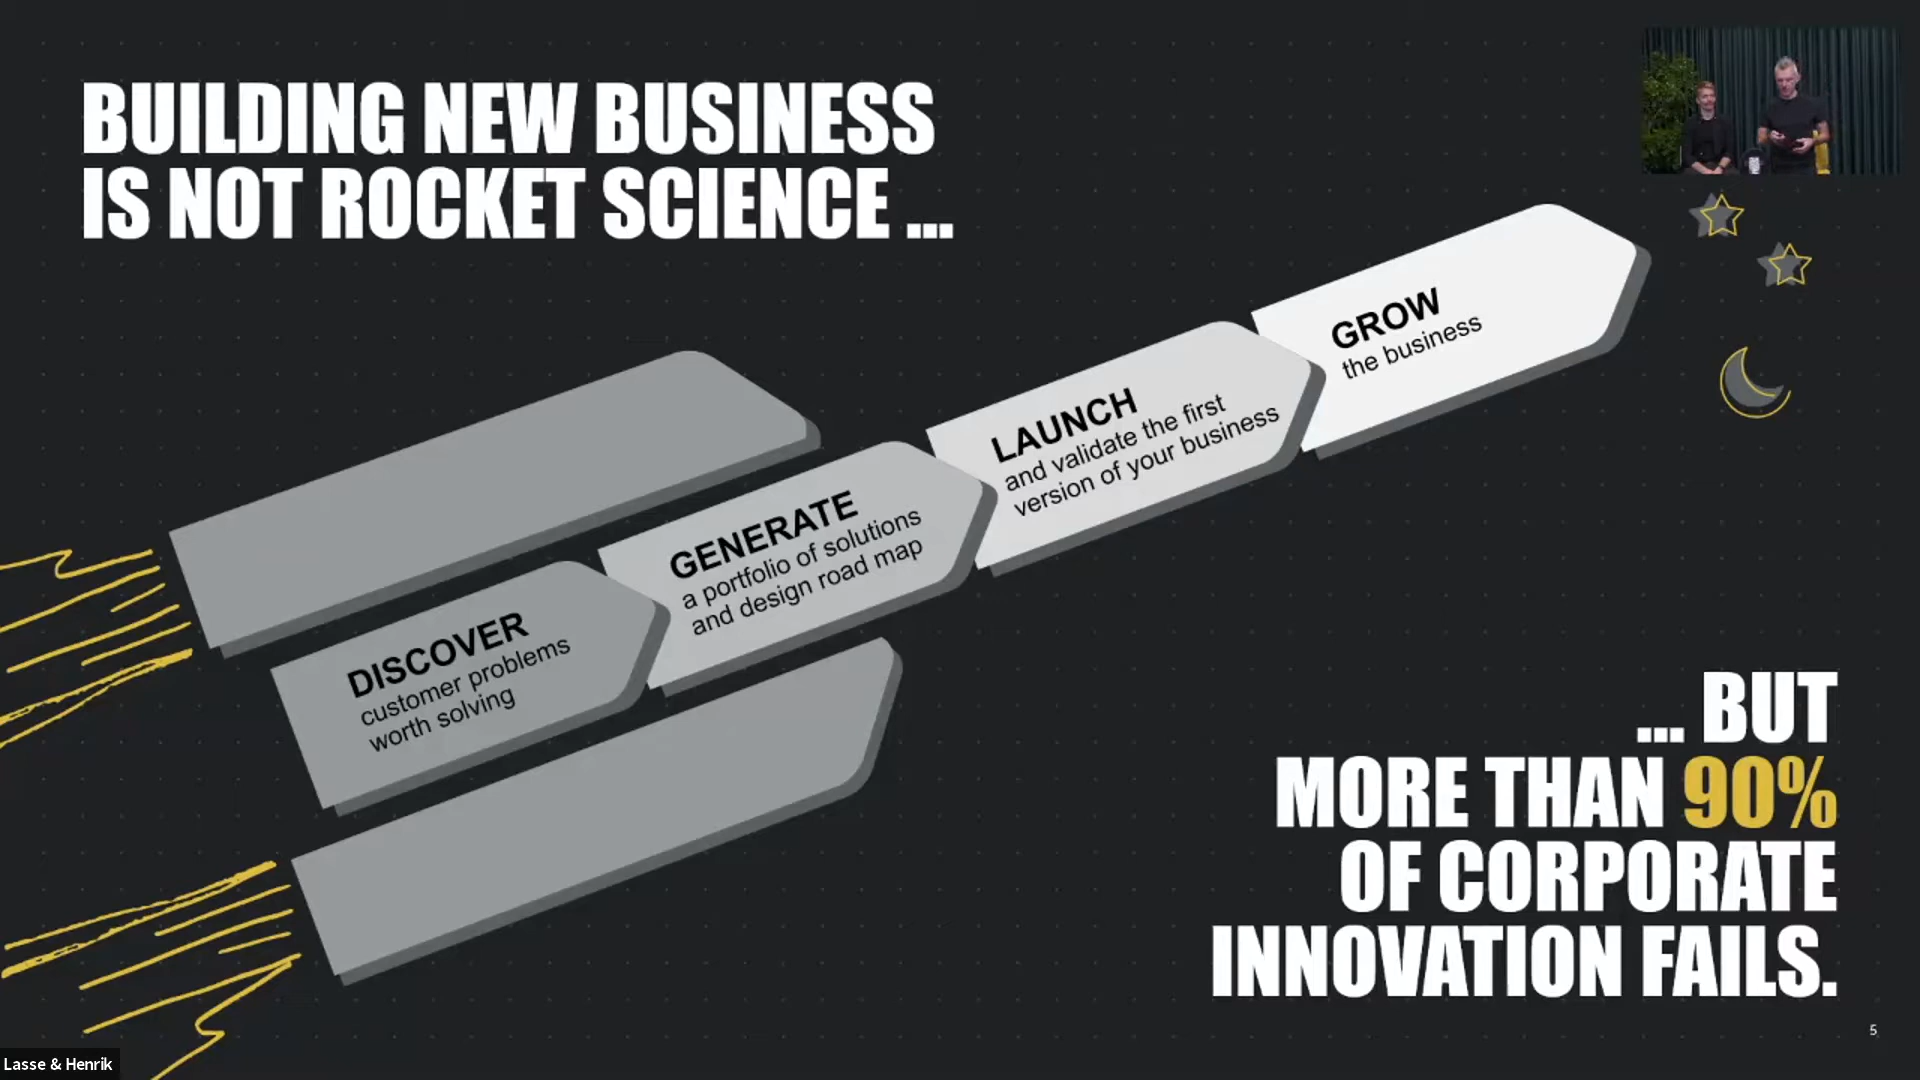 BUILDING NEW BUSINESS
IS NOT ROCKET SCIENCE ...
GROW
the business
LAUNCH
and validate the first
version of your business
GENERATE
a portfolio of solutions
and design road map
DISCOVER
customer problems
worth solving
... BUT
MORE THAN 90%
OF CORPORATE
INNOVATION FAILS.
5
Lasse & Henrik